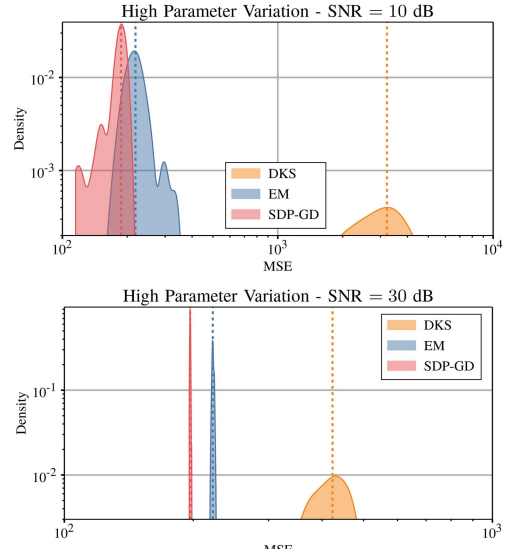 High Parameter Variation - SNR = 10 dB
Density
10^-2
10^-3
DKS
EM
SDP-GD
10^2
10^3
10^4
MSE
High Parameter Variation - SNR = 30 dB
Density
10^-1
10^-2
DKS
EM
SDP-GD
10^2
10^3
MSE